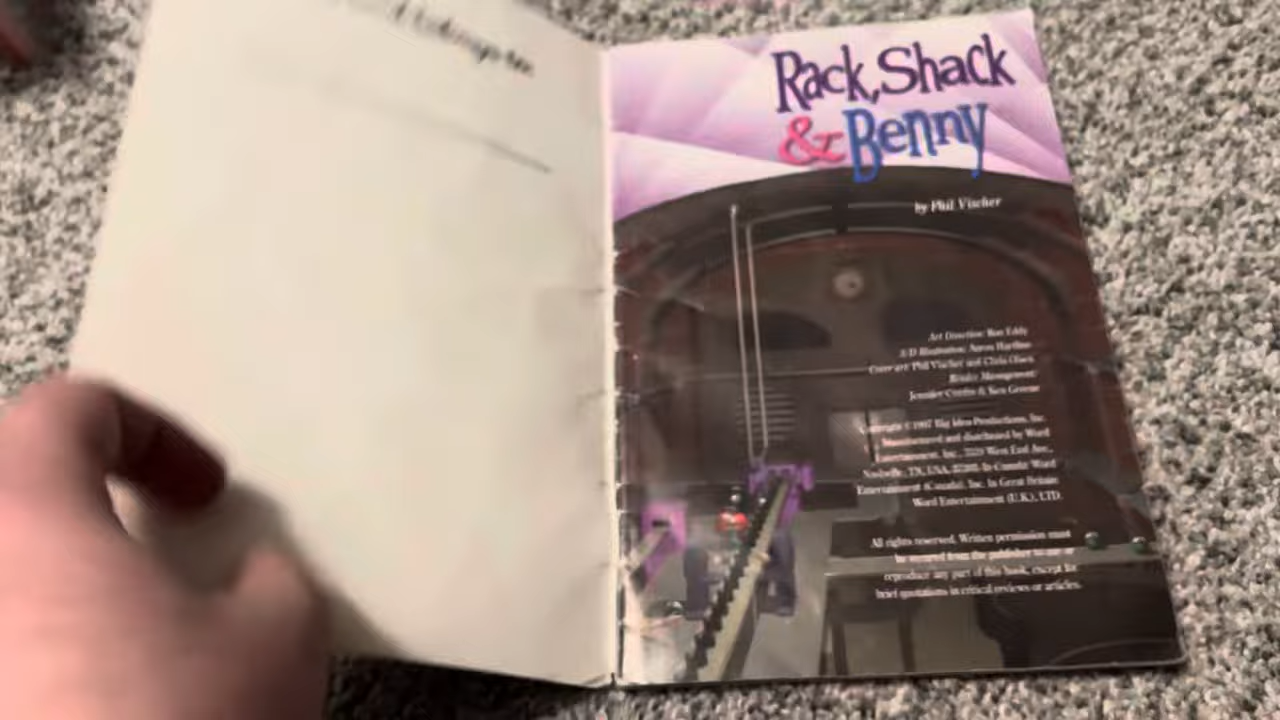 Rack, Shack
& Benny
by Phil Vischer
Art Direction: Ron Eddy
3/D Illustration: Aaron Hartline
Cover art: Phil Vischer and Chris Olsen
Render Management:
Jennifer Combs & Ken Greene
Copyright © 1997 Big Idea Productions, Inc.
Manufactured and distributed by Word
Entertainment, Inc., West End Ave.,
Nashville, TN, USA, In Canada: Word
Entertainment (Canada), Inc. In Great Britain:
Word Entertainment (U.K.), LTD.
All rights reserved. Written permission must
be secured from the publisher to use or
reproduce any part of this book, except for
brief quotations in critical reviews or articles.